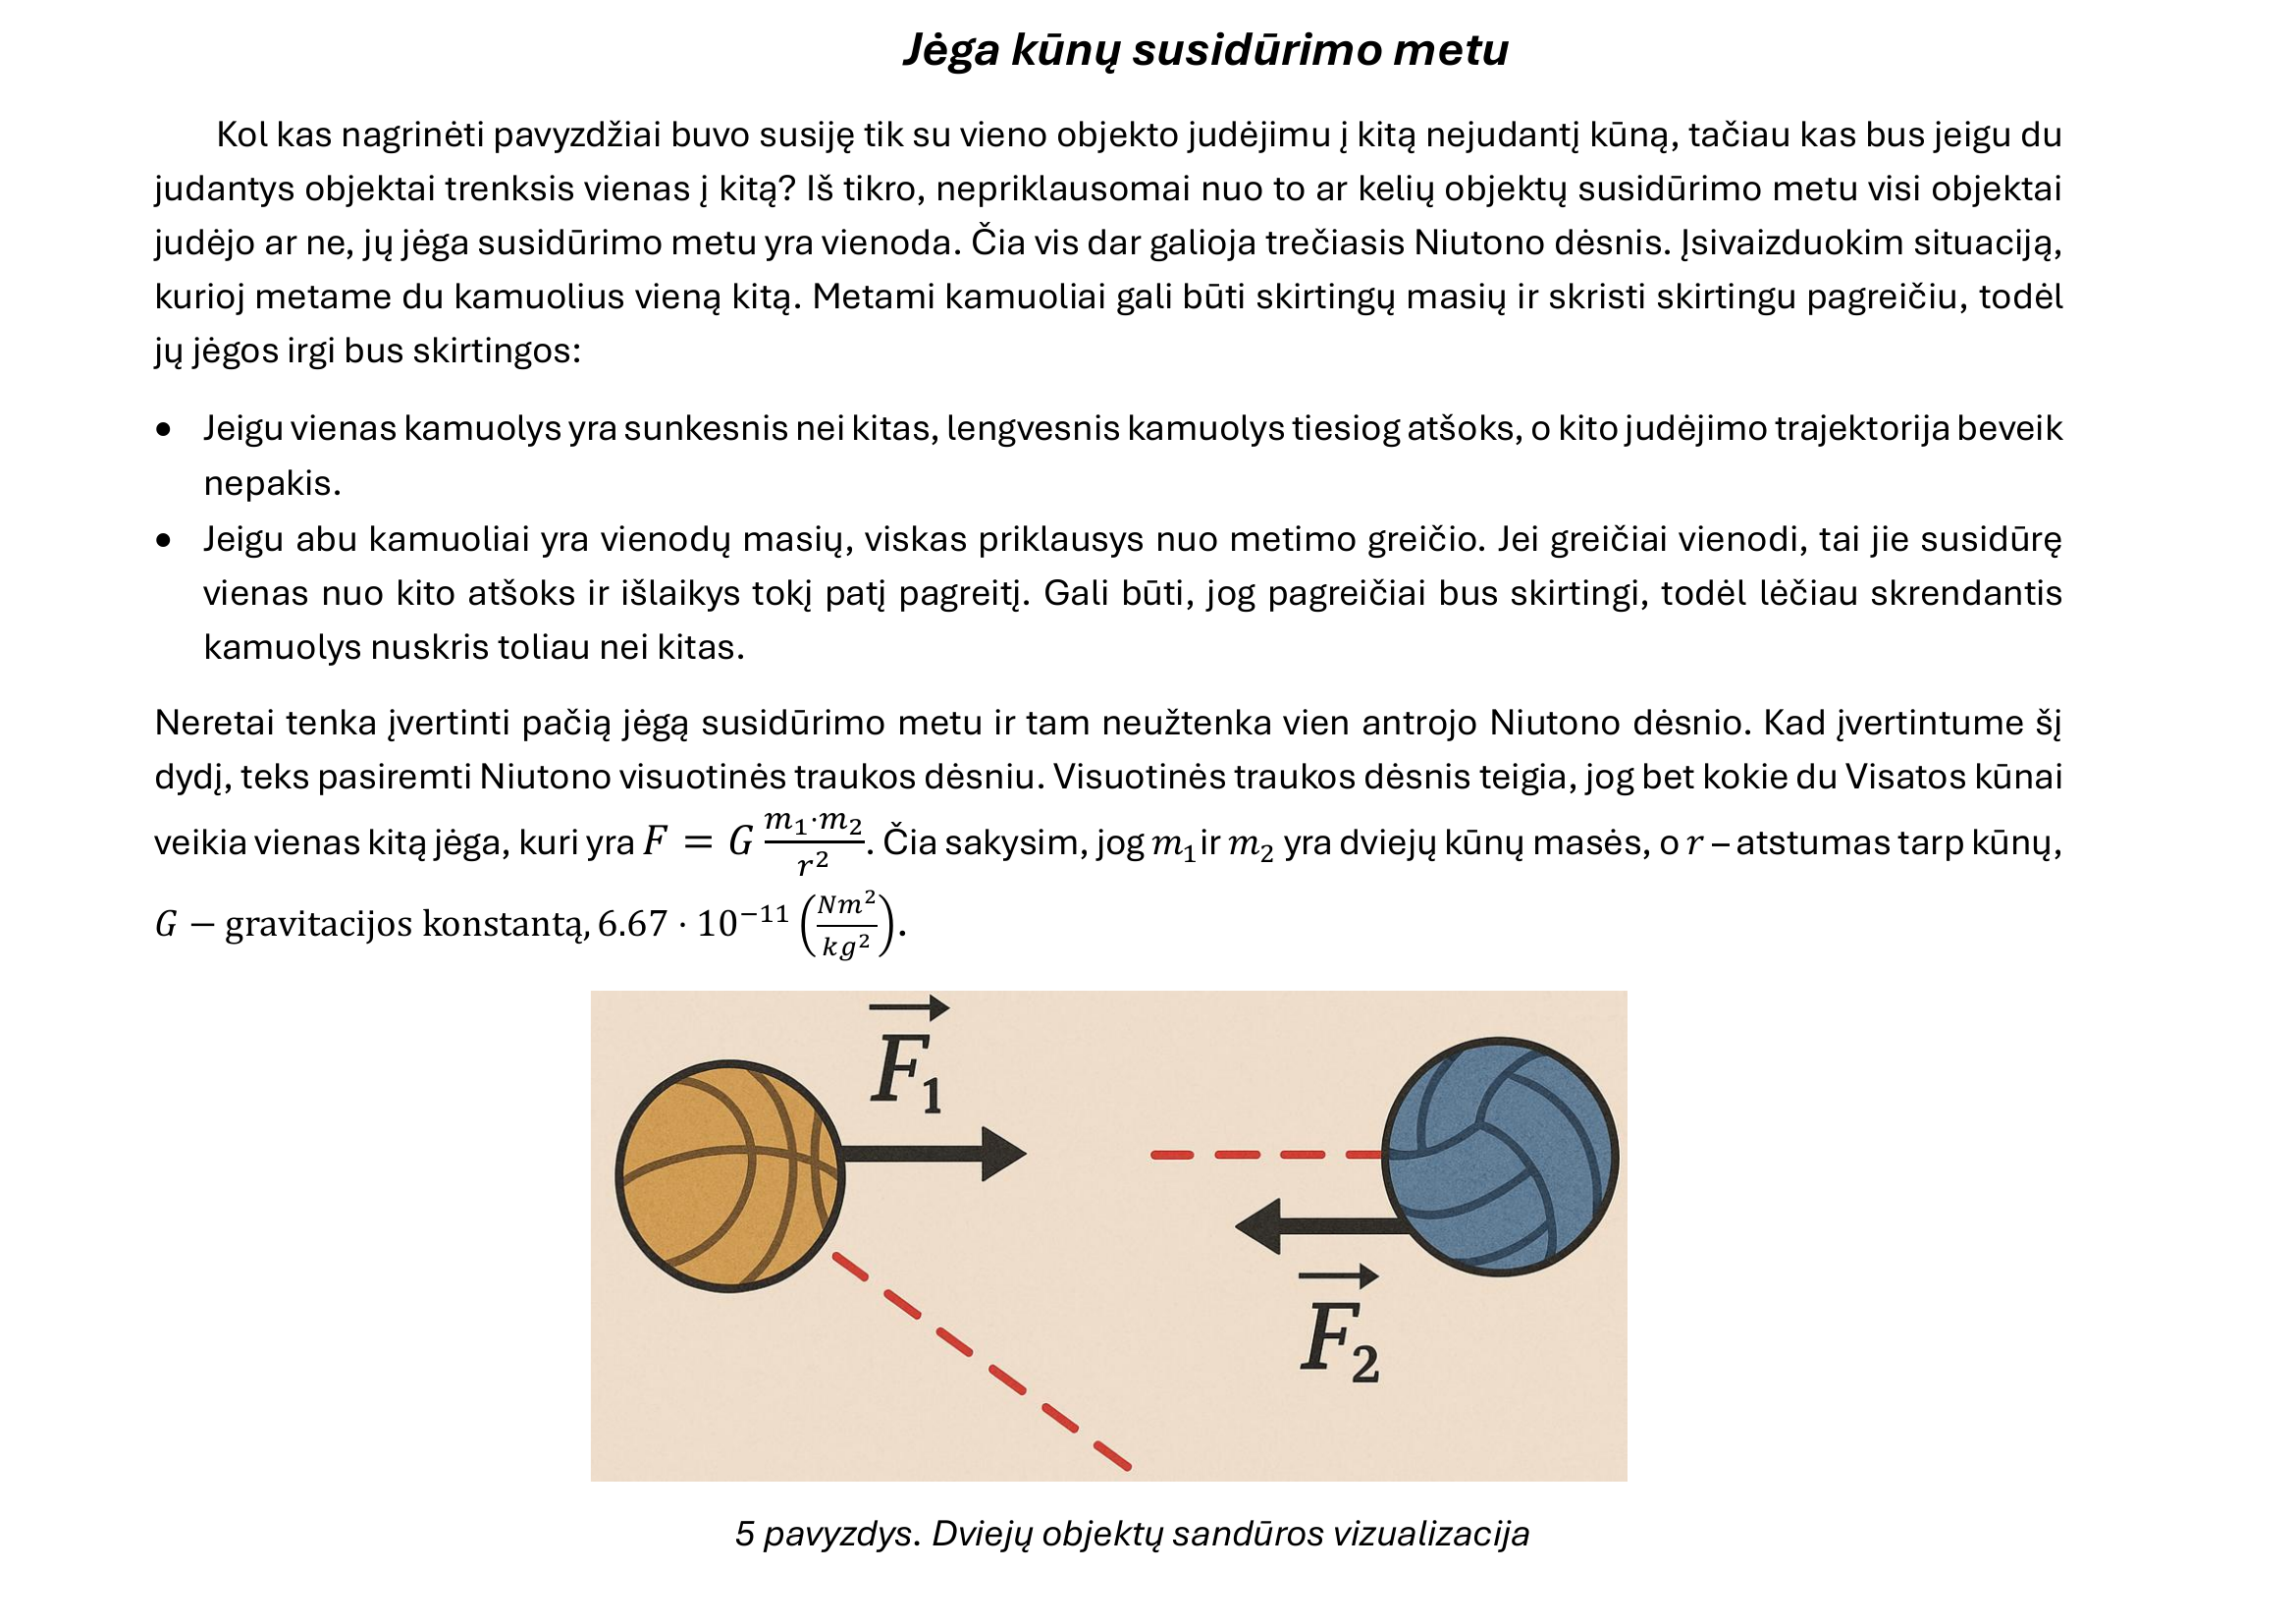 Jėga kūnų susidūrimo metu
Kol kas nagrinėti pavyzdžiai buvo susiję tik su vieno objekto judėjimu į kitą nejudantį kūną, tačiau kas bus jeigu du
judantys objektai trenksis vienas į kitą? Iš tikro, nepriklausomai nuo to ar kelių objektų susidūrimo metu visi objektai
judėjo ar ne, jų jėga susidūrimo metu yra vienoda. Čia vis dar galioja trečiasis Niutono dėsnis. Įsivaizduokim situaciją,
kurioj metame du kamuolius vieną kitą. Metami kamuoliai gali būti skirtingų masių ir skristi skirtingu pagreičiu, todėl
jų jėgos irgi bus skirtingos:
• Jeigu vienas kamuolys yra sunkesnis nei kitas, lengvesnis kamuolys tiesiog atšoks, o kito judėjimo trajektorija beveik
nepakis.
• Jeigu abu kamuoliai yra vienodų masių, viskas priklausys nuo metimo greičio. Jei greičiai vienodi, tai jie susidūrę
vienas nuo kito atšoks ir išlaikys tokį patį pagreitį. Gali būti, jog pagreičiai bus skirtingi, todėl lėčiau skrendantis
kamuolys nuskris toliau nei kitas.
Neretai tenka įvertinti pačią jėgą susidūrimo metu ir tam neužtenka vien antrojo Niutono dėsnio. Kad įvertintume šį
dydį, teks pasiremti Niutono visuotinės traukos dėsniu. Visuotinės traukos dėsnis teigia, jog bet kokie du Visatos kūnai
veikia vienas kitą jėga, kuri yra $F = G \frac{m_1 \cdot m_2}{r^2}$. Čia sakysim, jog $m_1$ ir $m_2$ yra dviejų kūnų masės, o $r$ – atstumas tarp kūnų,
$G$ − gravitacijos konstantą, $6.67 \cdot 10^{-11} \left(\frac{Nm^2}{kg^2}\right)$.
$\overrightarrow{F_1}$
$\overrightarrow{F_2}$
5 pavyzdys. Dviejų objektų sandūros vizualizacija